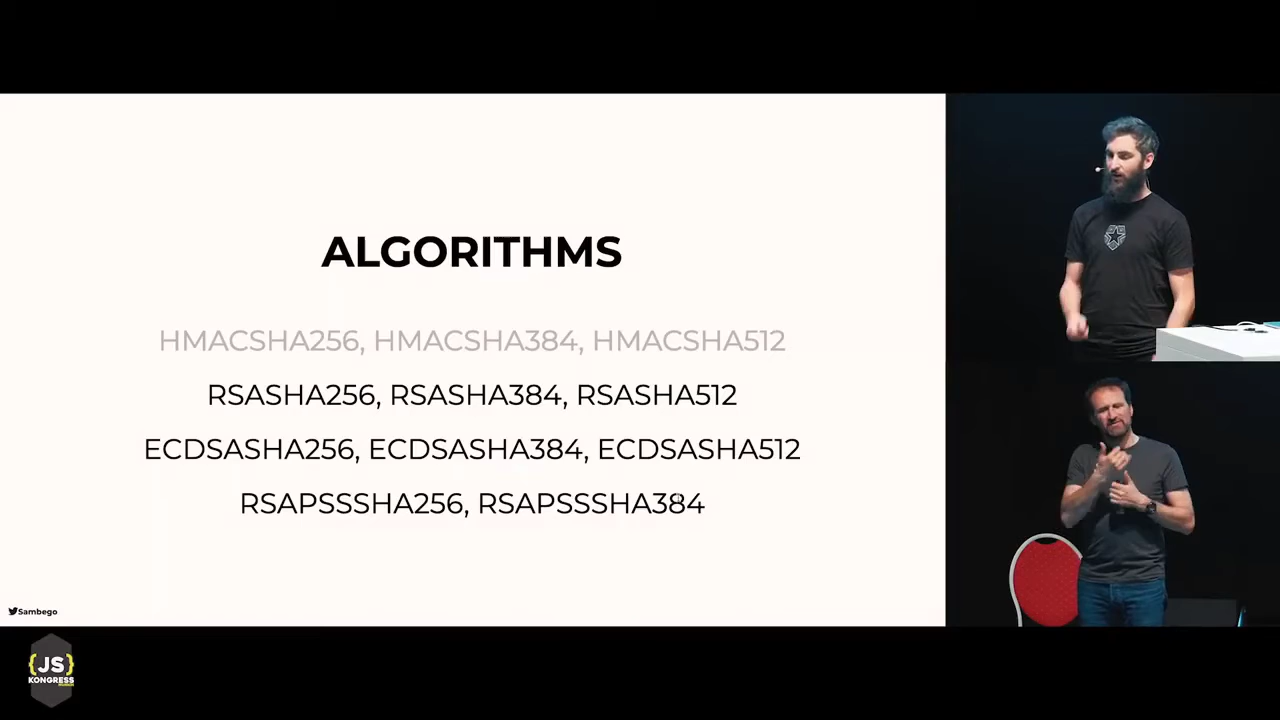 ALGORITHMS
HMACSHA256, HMACSHA384, HMACSHA512
RSASHA256, RSASHA384, RSASHA512
ECDSASHA256, ECDSASHA384, ECDSASHA512
RSAPSSSHA256, RSAPSSSHA384
Sambego
{JS}
KONGRESS